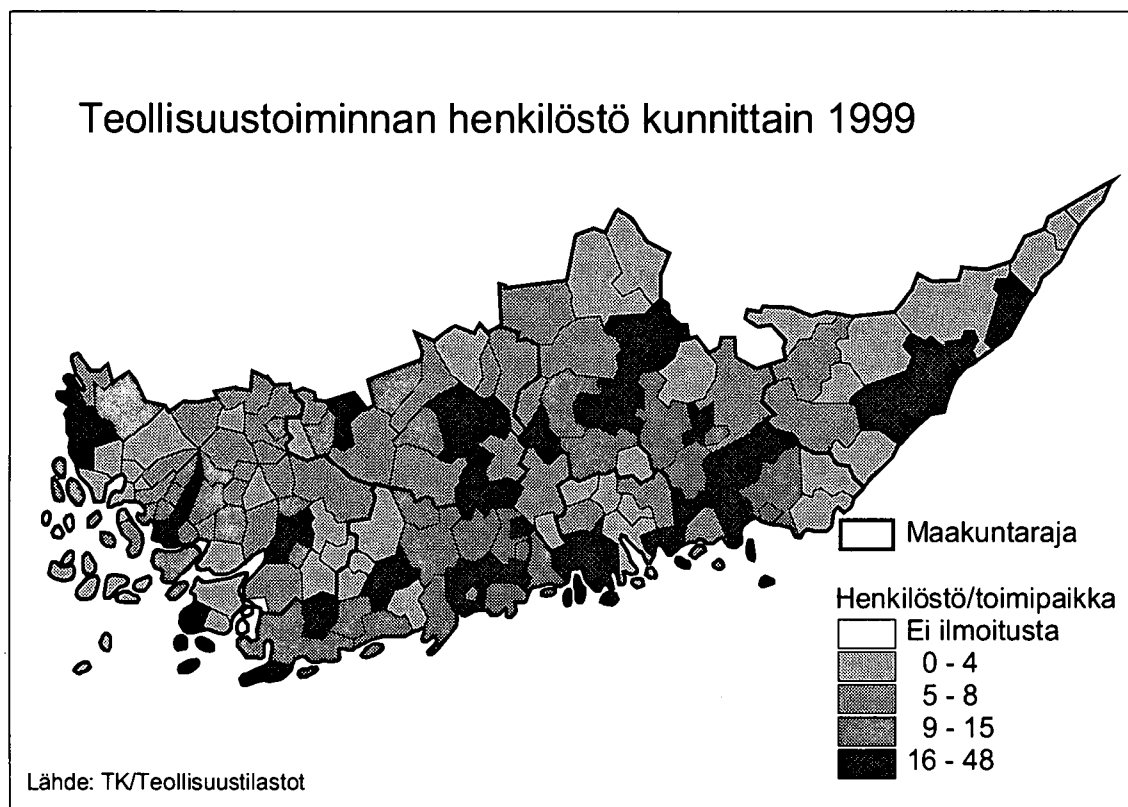 Teollisuustoiminnan henkilöstö kunnittain 1999
Maakuntaraja
Henkilöstö/toimipaikka
Ei ilmoitusta
0 - 4
5 - 8
9 - 15
16 - 48
Lähde: TK/Teollisuustilastot